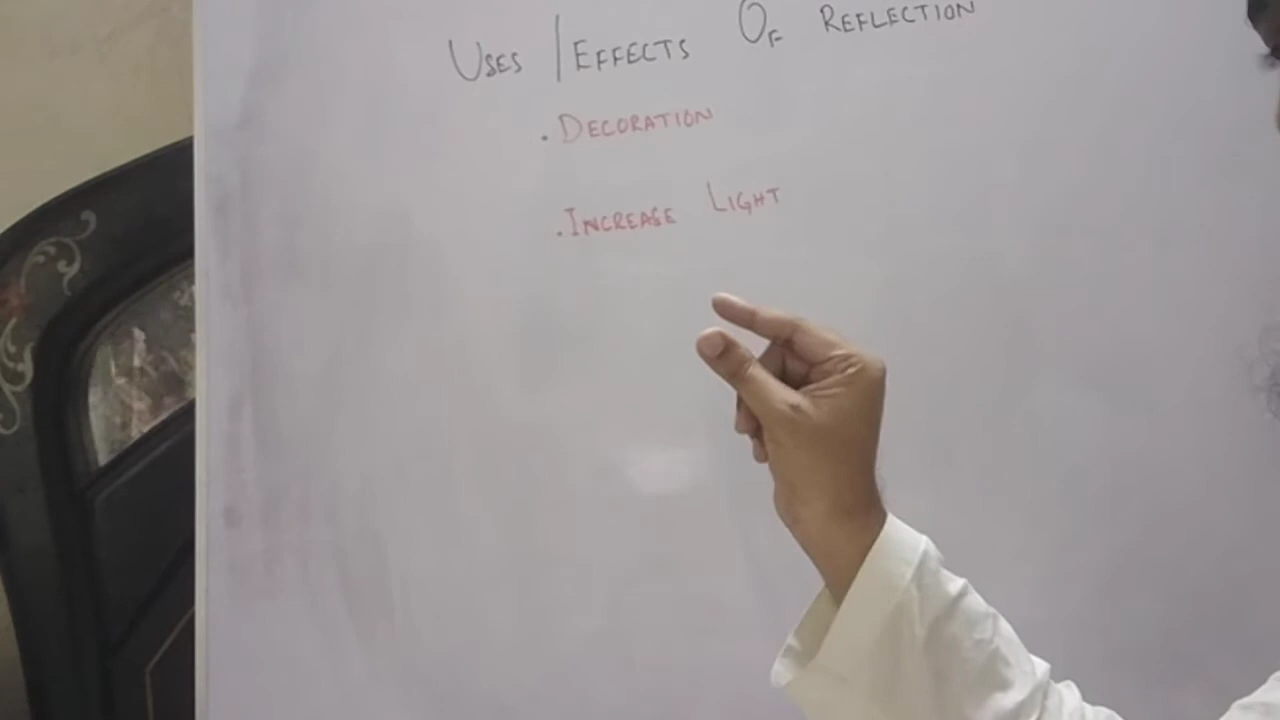 USES / EFFECTS OF REFLECTION
. DECORATION
. INCREASE LIGHT